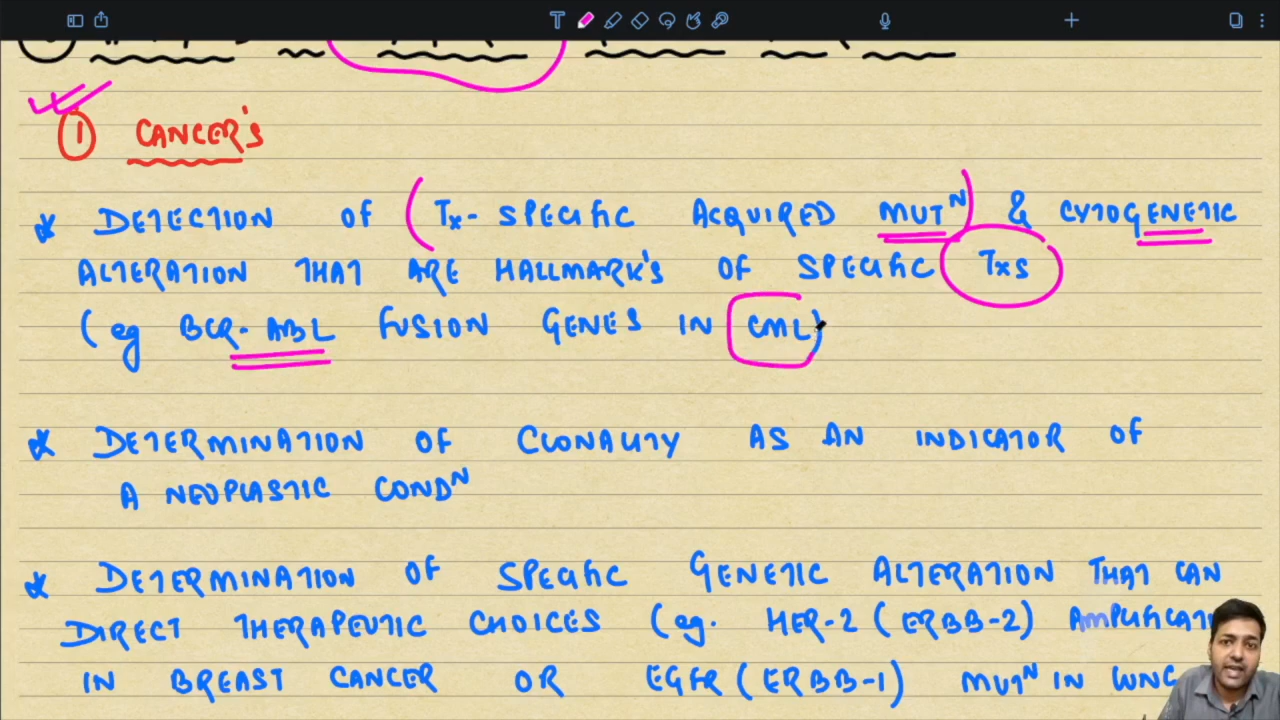 ① CANCER'S
* DETECTION OF (Tx-SPECIFIC ACQUIRED MUTᴺ) & CYTOGENETIC
ALTERATION THAT ARE HALLMARK'S OF SPECIFIC TxS
(eg BCR-ABL FUSION GENES IN CML)
* DETERMINATION OF CLONALITY AS AN INDICATOR OF
A NEOPLASTIC CONDᴺ
* DETERMINATION OF SPECIFIC GENETIC ALTERATION THAT CAN
DIRECT THERAPEUTIC CHOICES (eg. HER-2 (ERBB-2) AMPLIFICAT
IN BREAST CANCER OR EGFR (ERBB-1) MUTᴺ IN